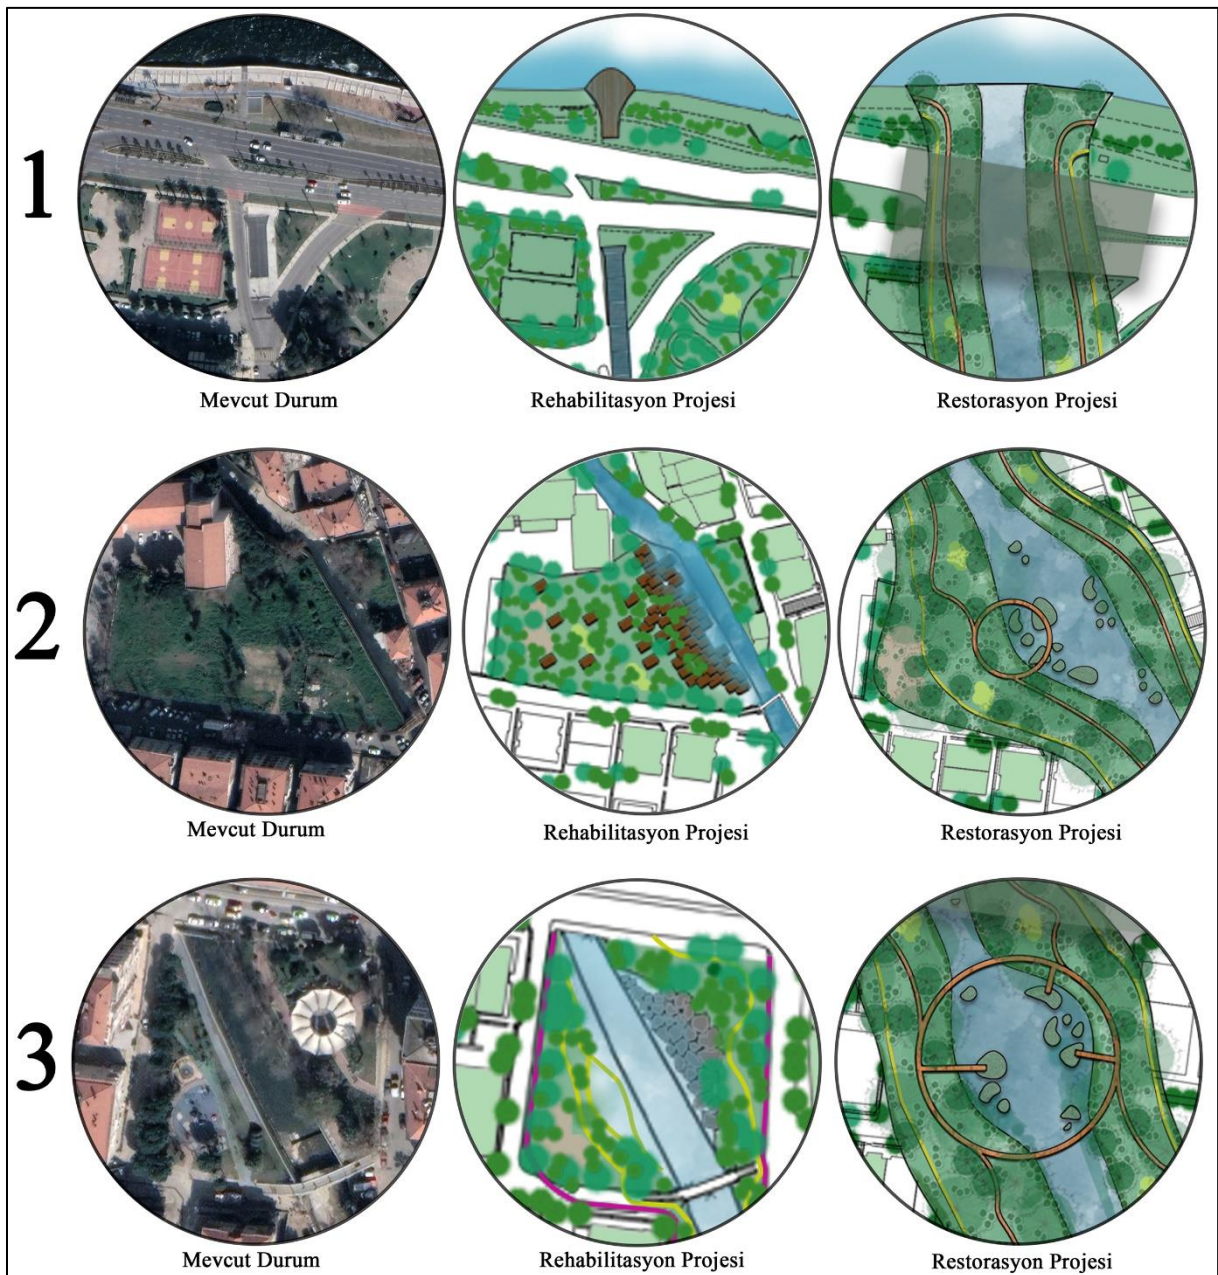 1
Mevcut Durum
Rehabilitasyon Projesi
Restorasyon Projesi
2
Mevcut Durum
Rehabilitasyon Projesi
Restorasyon Projesi
3
Mevcut Durum
Rehabilitasyon Projesi
Restorasyon Projesi